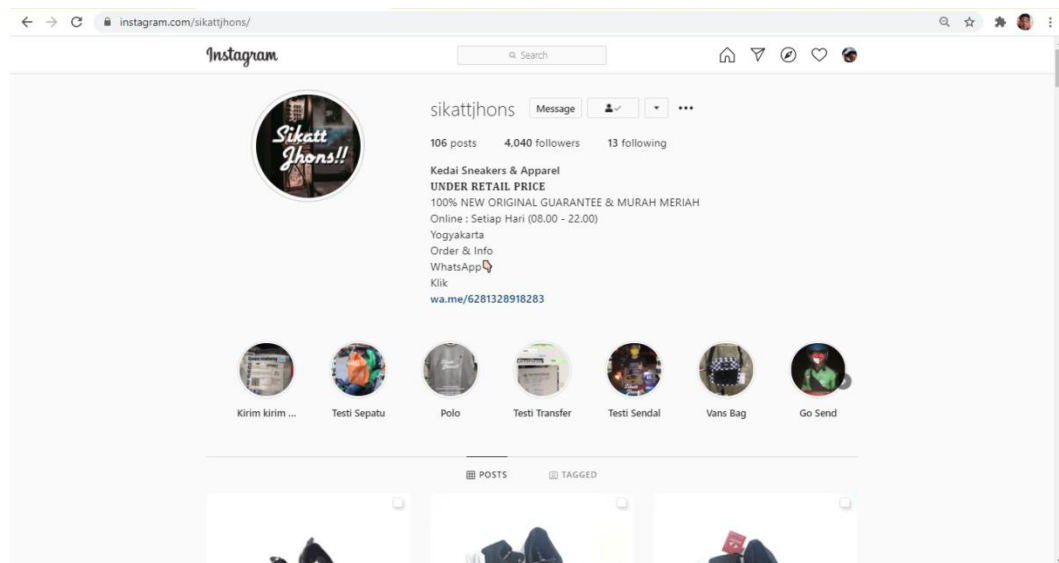 instagram.com/sikattjhons/
Instagram
Search
Sikatt
Jhons!!
sikattjhons Message
106 posts 4,040 followers 13 following
Kedai Sneakers & Apparel
UNDER RETAIL PRICE
100% NEW ORIGINAL GUARANTEE & MURAH MERIAH
Online : Setiap Hari (08.00 - 22.00)
Yogyakarta
Order & Info
WhatsApp
Klik
wa.me/6281328918283
Kirim kirim ... Testi Sepatu Polo Testi Transfer Testi Sendal Vans Bag Go Send
POSTS TAGGED